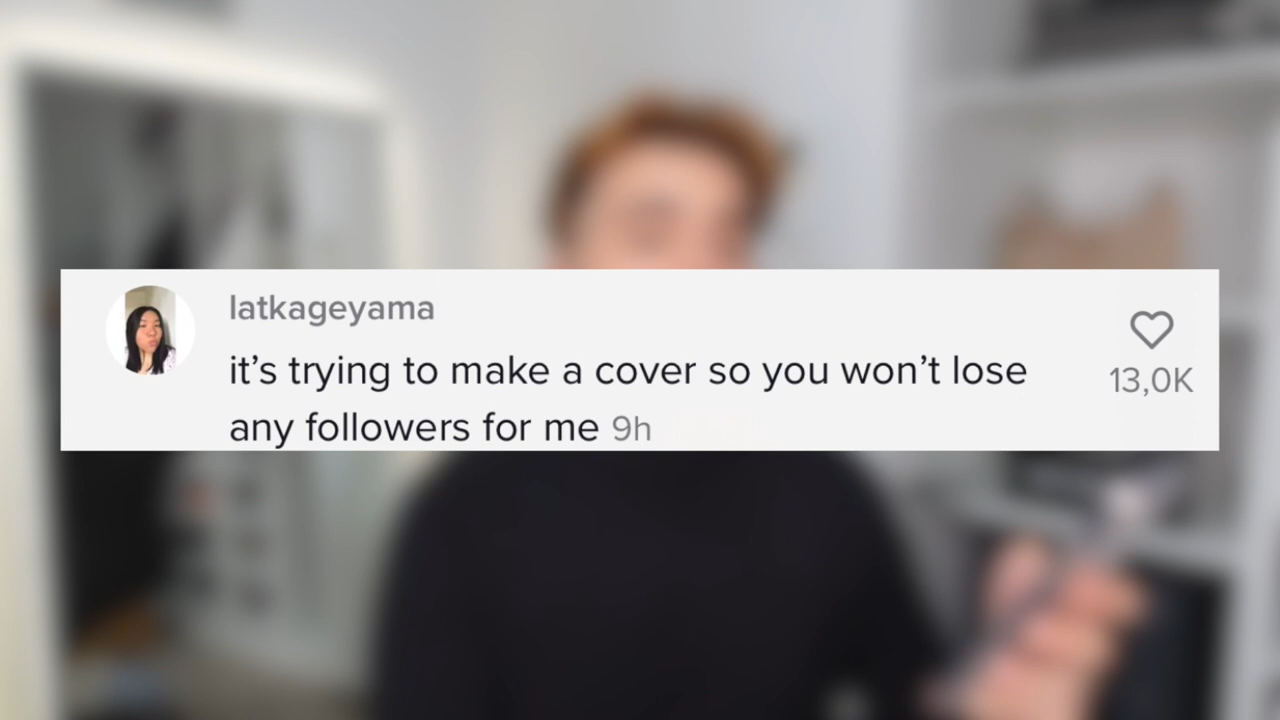 latkageyama
it’s trying to make a cover so you won’t lose
any followers for me 9h
13,0K